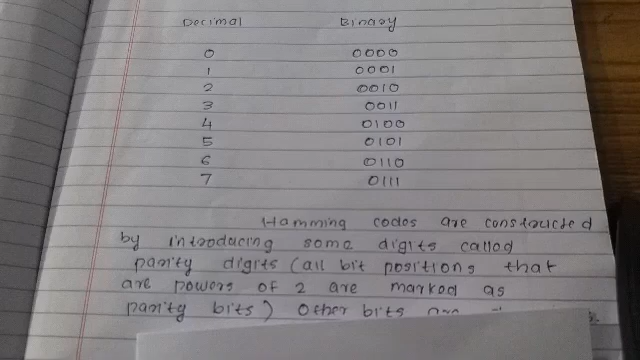 Decimal Binary
0 0000
1 0001
2 0010
3 0011
4 0100
5 0101
6 0110
7 0111
Hamming codes are constructed
by introducing some digits called
parity digits (all bit positions that
are powers of 2 are marked as
parity bits) Other bits